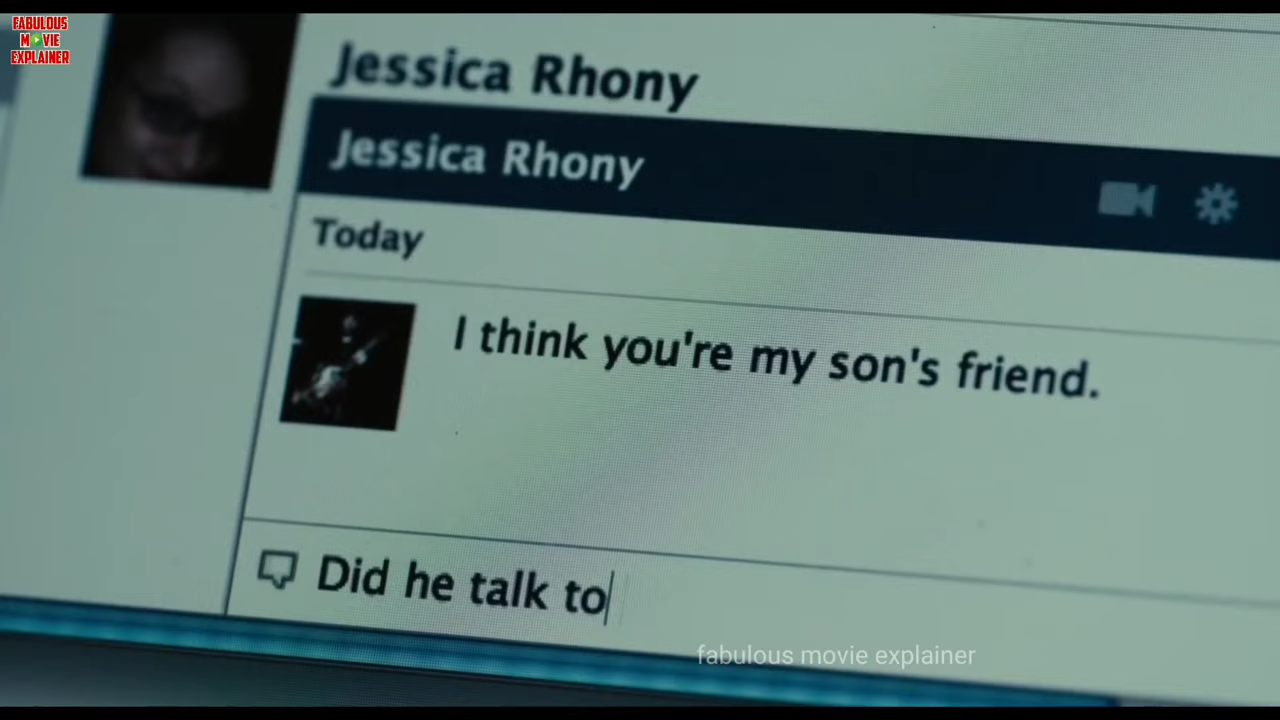 FABULOUS
MOVIE
EXPLAINER
Jessica Rhony
Jessica Rhony
Today
I think you're my son's friend.
Did he talk to
fabulous movie explainer